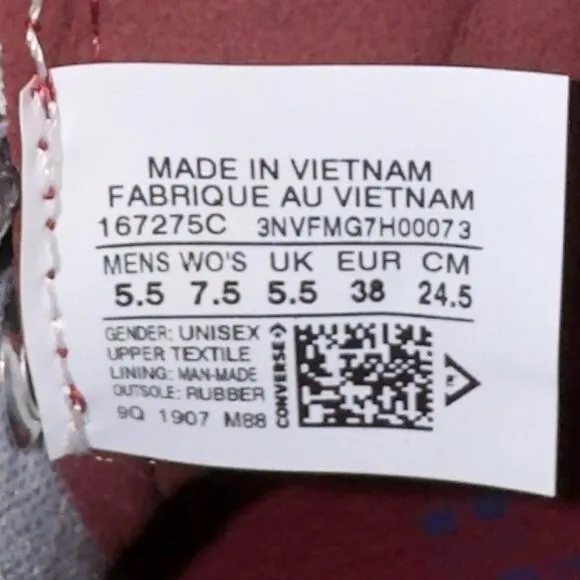 MADE IN VIETNAM
FABRIQUE AU VIETNAM
167275C 3NVFMG7H00073
MENS WO'S UK EUR CM
5.5 7.5 5.5 38 24.5
GENDER: UNISEX
UPPER TEXTILE
LINING: MAN-MADE
OUTSOLE: RUBBER
9Q 1907 M88
CONVERSE